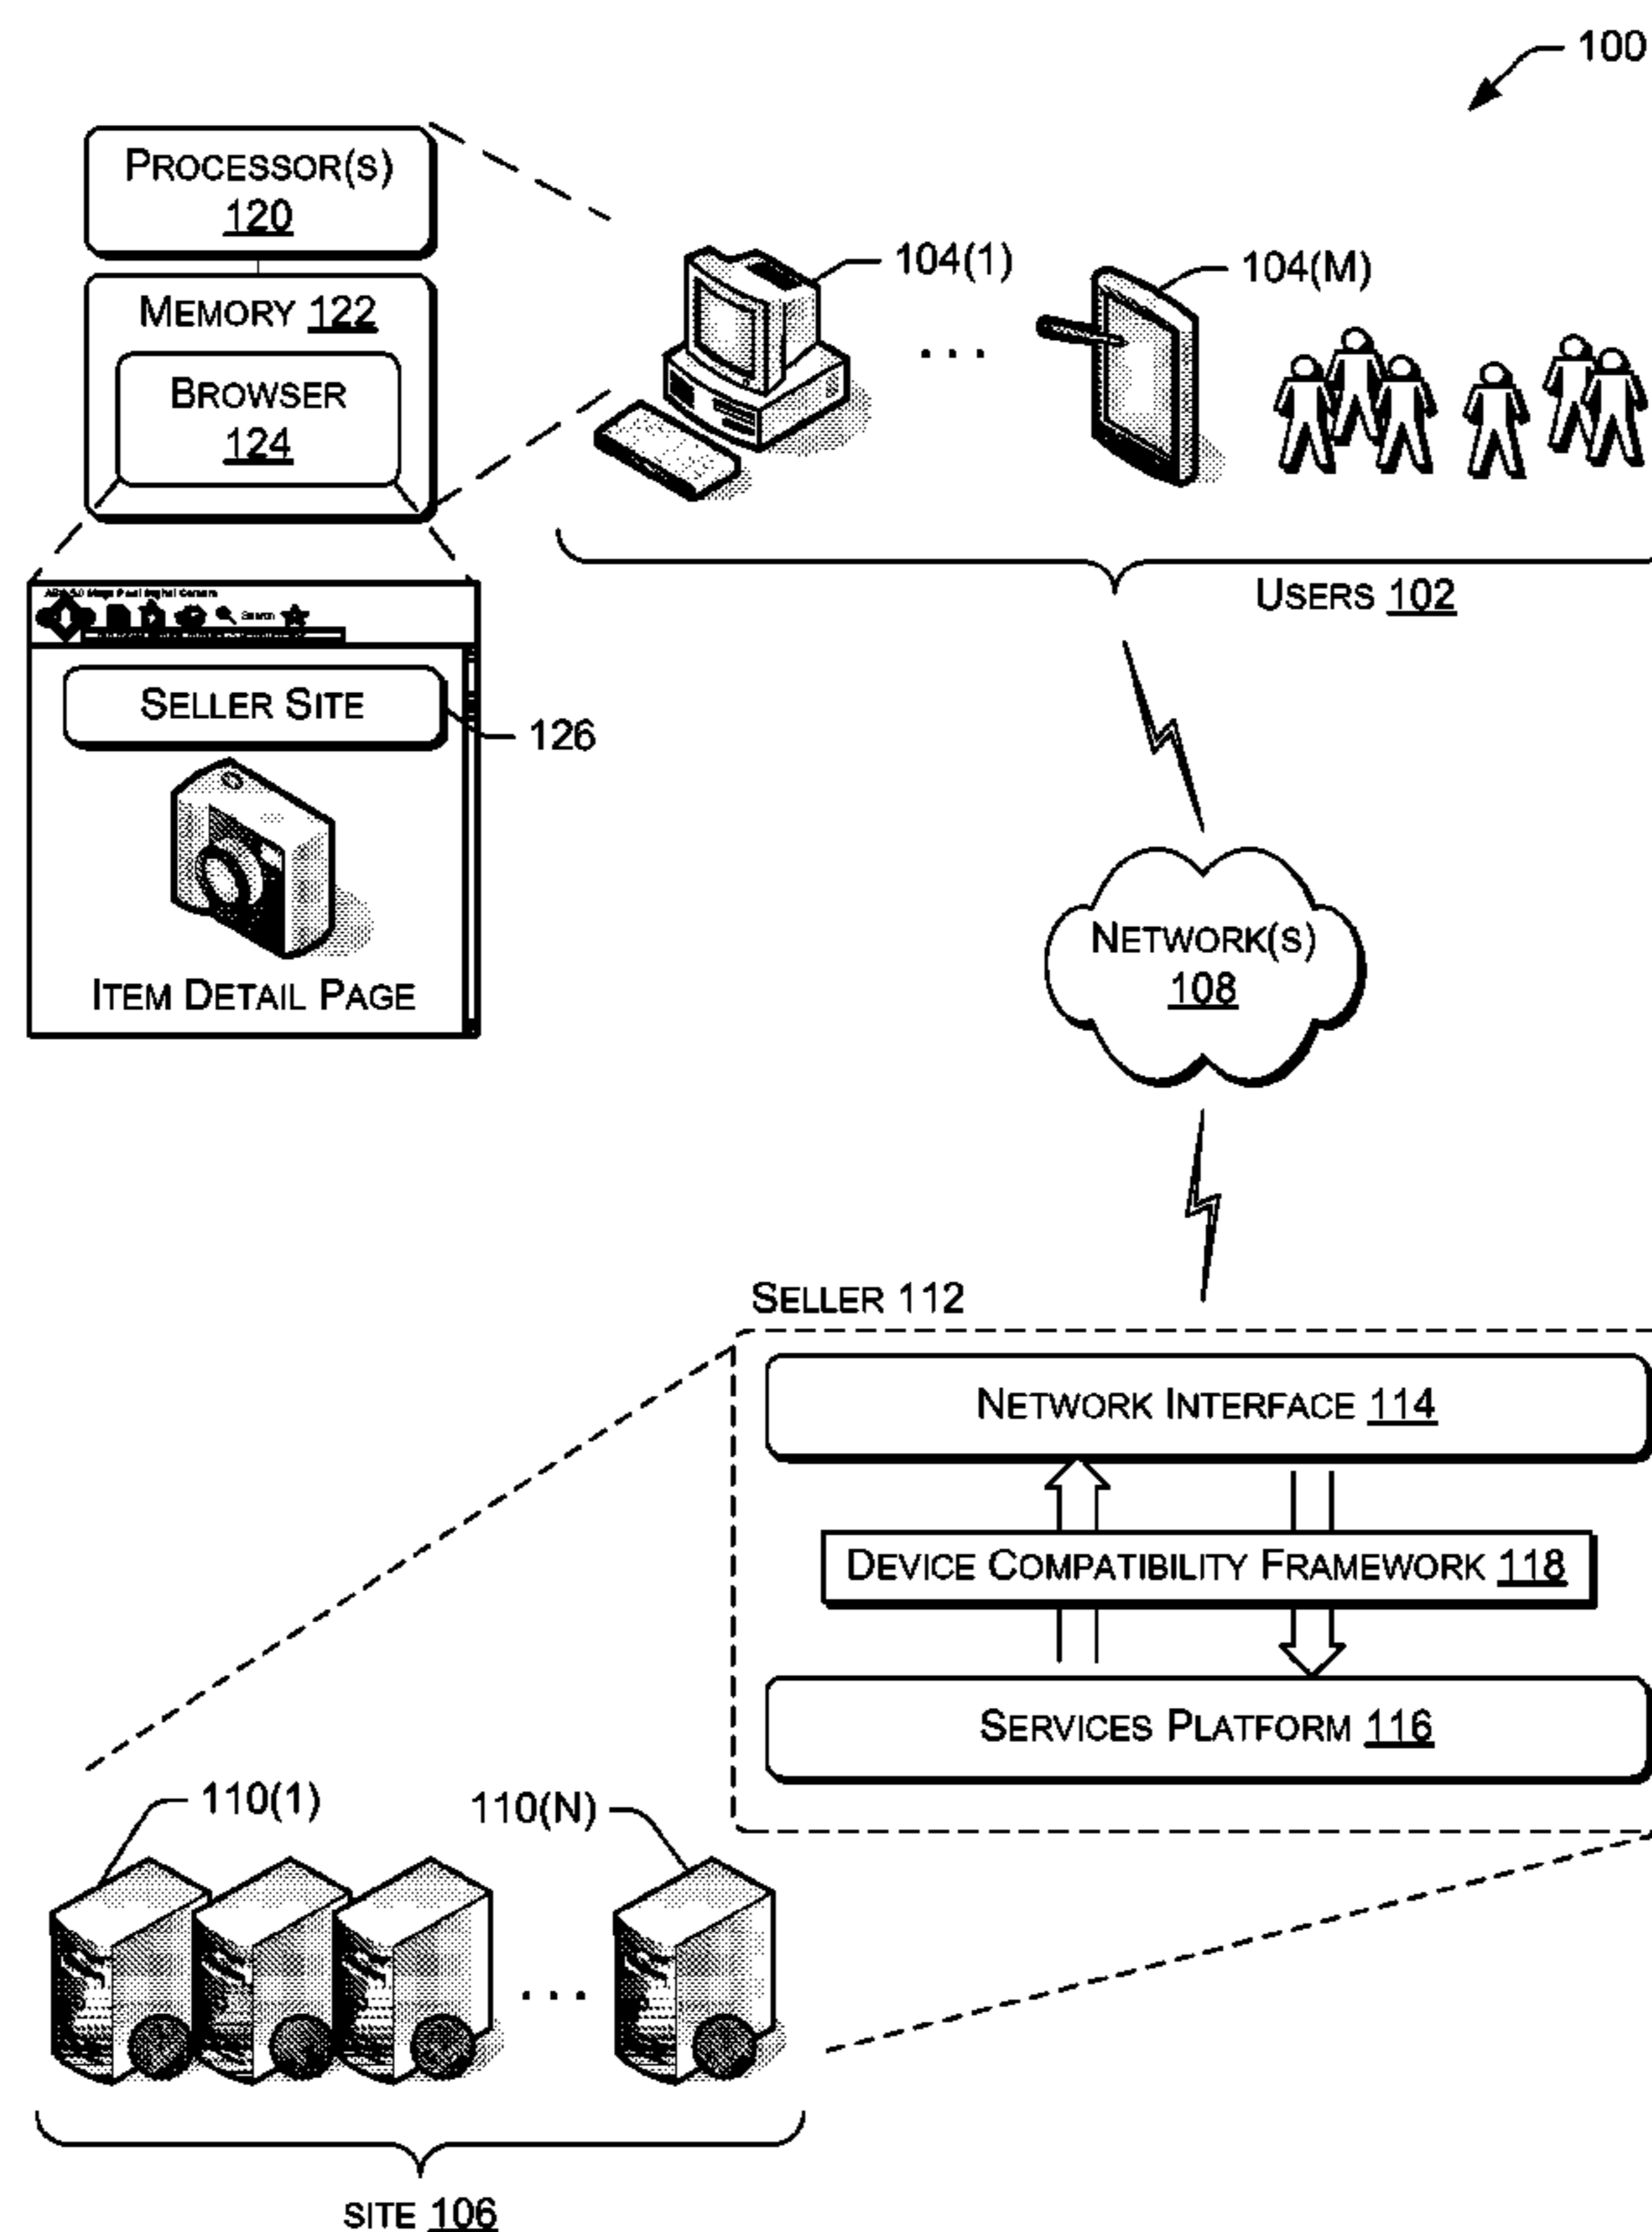 100
PROCESSOR(S)
120
104(1)
104(M)
MEMORY 122
BROWSER
124
...
USERS 102
Search
SELLER SITE
126
ITEM DETAIL PAGE
NETWORK(S)
108
SELLER 112
NETWORK INTERFACE 114
DEVICE COMPATIBILITY FRAMEWORK 118
SERVICES PLATFORM 116
110(1)
110(N)
...
SITE 106